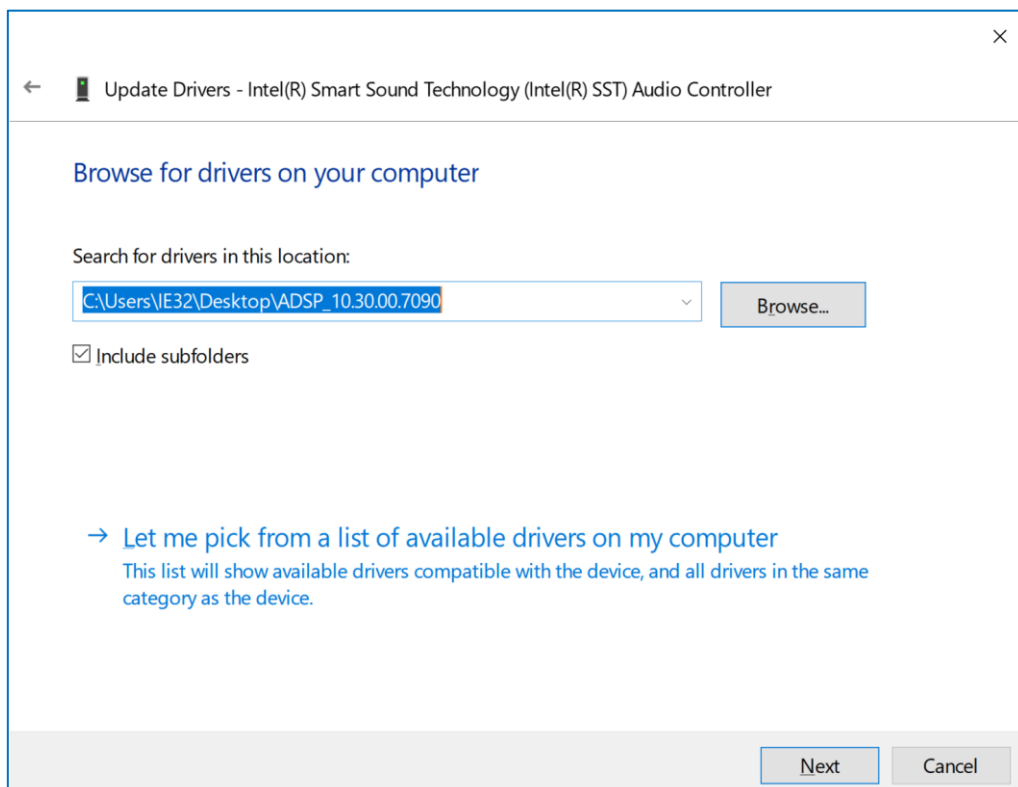 Update Drivers - Intel(R) Smart Sound Technology (Intel(R) SST) Audio Controller
Browse for drivers on your computer
Search for drivers in this location:
C:\Users\IE32\Desktop\ADSP_10.30.00.7090
Browse...
Include subfolders
Let me pick from a list of available drivers on my computer
This list will show available drivers compatible with the device, and all drivers in the same
category as the device.
Next
Cancel